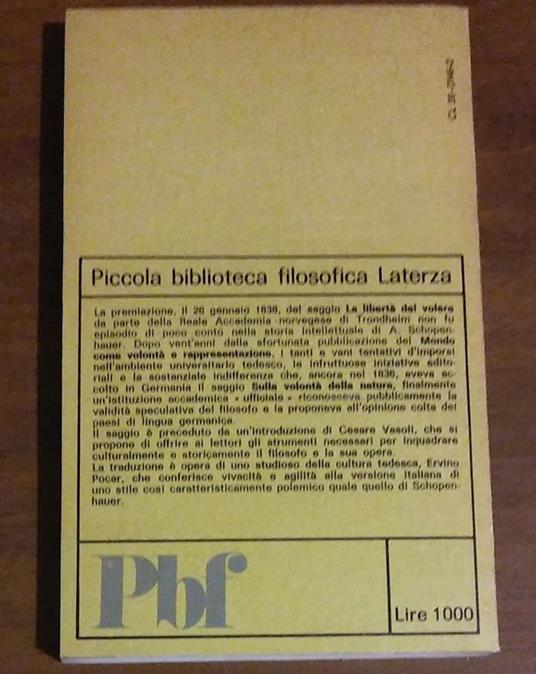 Piccola biblioteca filosofica Laterza
La premiazione, il 26 gennaio 1838, del saggio La libertà del volere
da parte della Reale Accademia norvegese di Trondheim non fu
episodio di poco conto nella storia intellettuale di A. Schopen-
hauer. Dopo vent'anni dalla sfortunata pubblicazione del Mondo
come volontà e rappresentazione, i tanti e vani tentativi d'imporsi
nell'ambiente universitario tedesco, le infruttuose iniziative edito-
riali e la sostanziale indifferenza che, ancora nel 1836, aveva ac-
colto in Germania il saggio Sulla volontà della natura, finalmente
un'istituzione accademica « ufficiale » riconosceva pubblicamente la
validità speculativa del filosofo e la proponeva all'opinione colta dei
paesi di lingua germanica.
Il saggio è preceduto da un'introduzione di Cesare Vasoli, che si
propone di offrire ai lettori gli strumenti necessari per inquadrare
culturalmente e storicamente il filosofo e la sua opera.
La traduzione è opera di uno studioso della cultura tedesca, Ervino
Pocar, che conferisce vivacità e agilità alla versione italiana di
uno stile così caratteristicamente polemico quale quello di Schopen-
hauer.
Pbf
Lire 1000